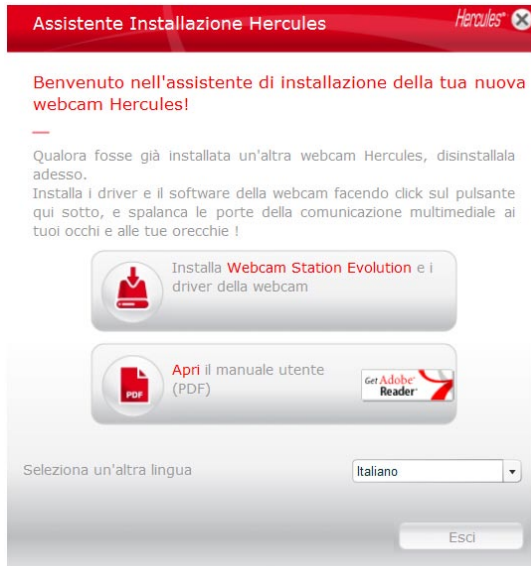 Assistente Installazione Hercules
Hercules®
Benvenuto nell'assistente di installazione della tua nuova
webcam Hercules!
Qualora fosse già installata un'altra webcam Hercules, disinstallala
adesso.
Installa i driver e il software della webcam facendo click sul pulsante
qui sotto, e spalanca le porte della comunicazione multimediale ai
tuoi occhi e alle tue orecchie !
Installa Webcam Station Evolution e i
driver della webcam
PDF
Apri il manuale utente
(PDF)
Get Adobe®
Reader®
Seleziona un'altra lingua
Italiano
Esci